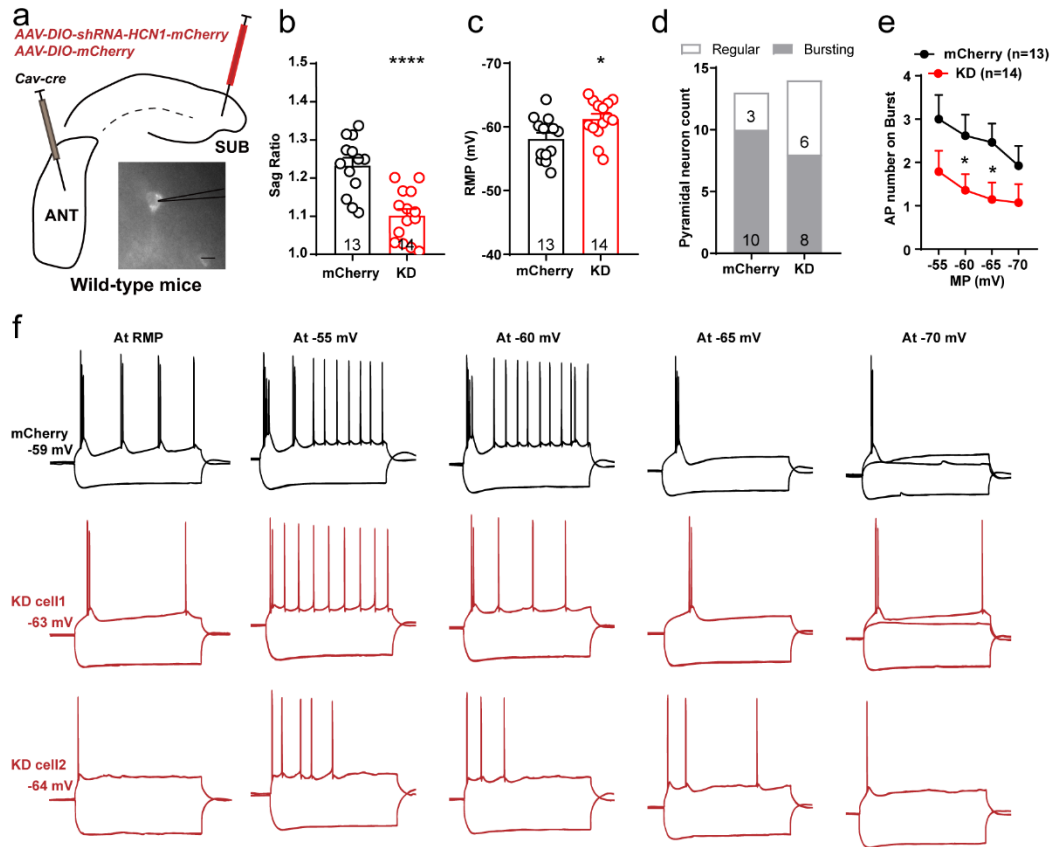 a
AAV-DIO-shRNA-HCN1-mCherry
AAV-DIO-mCherry
Cav-cre
SUB
ANT
Wild-type mice
b
****
1.5
1.4
1.3
1.2
1.1
1.0
Sag Ratio
13
14
mCherry
KD
c
*
-70
-60
-50
-40
RMP (mV)
13
14
mCherry
KD
d
Regular
Bursting
15
10
5
0
Pyramidal neuron count
3
6
10
8
mCherry
KD
e
mCherry (n=13)
KD (n=14)
4
3
2
1
0
AP number on Burst
*
*
-55
-60
-65
-70
MP (mV)
f
At RMP
At -55 mV
At -60 mV
At -65 mV
At -70 mV
mCherry
-59 mV
KD cell1
-63 mV
KD cell2
-64 mV